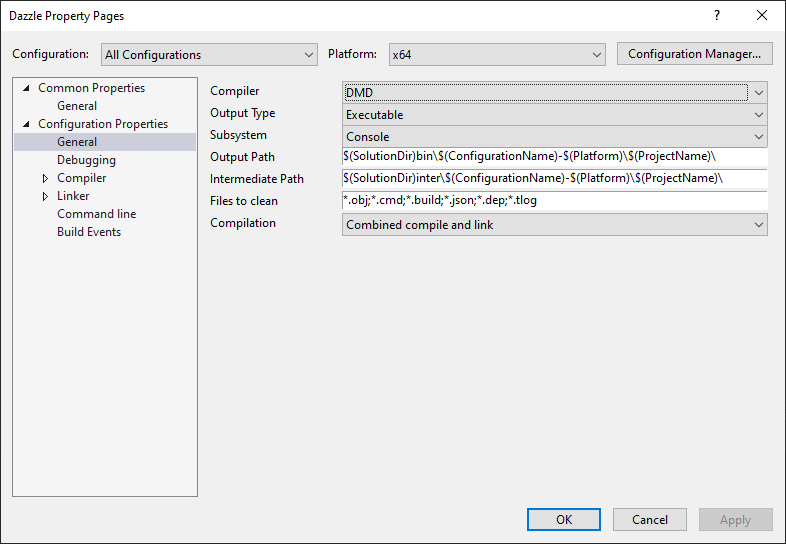 Dazzle Property Pages
?
Configuration: All Configurations Platform: x64 Configuration Manager...
Common Properties
General
Configuration Properties
General
Debugging
Compiler
Linker
Command line
Build Events
Compiler DMD
Output Type Executable
Subsystem Console
Output Path $(SolutionDir)bin\$(ConfigurationName)-$(Platform)\$(ProjectName)\
Intermediate Path $(SolutionDir)inter\$(ConfigurationName)-$(Platform)\$(ProjectName)\
Files to clean *.obj;*.cmd;*.build;*.json;*.dep;*.tlog
Compilation Combined compile and link
OK Cancel Apply